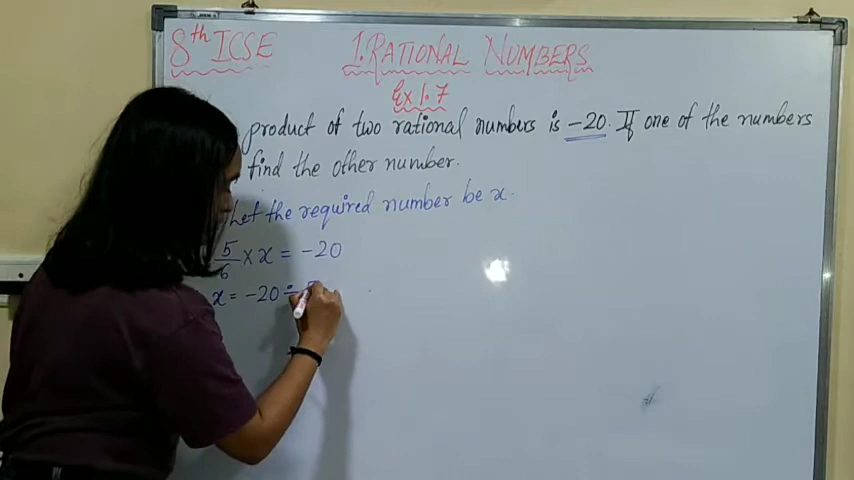 8th ICSE
1. RATIONAL NUMBERS
Ex 1.7
product of two rational numbers is -20. If one of the numbers
find the other number.
Let the required number be x.
5/6 × x = -20
x = -20 ÷